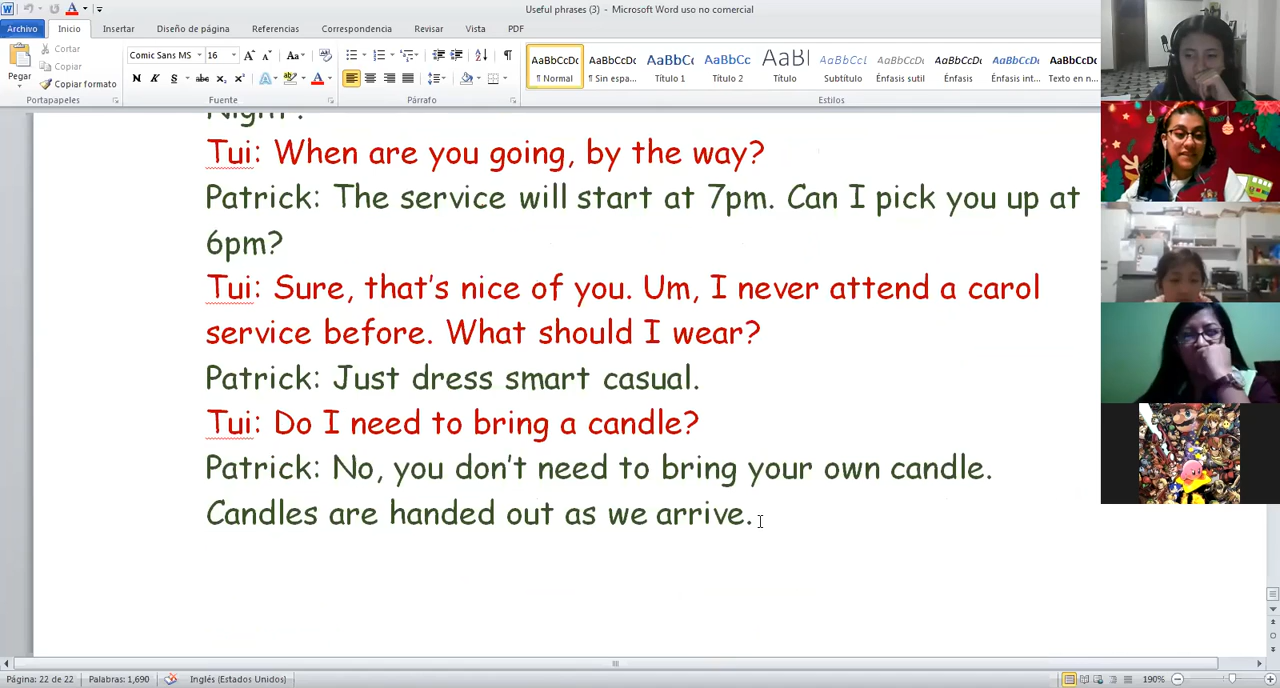 Useful phrases (3) - Microsoft Word uso no comercial
Archivo Inicio Insertar Diseño de página Referencias Correspondencia Revisar Vista PDF
Pegar
Cortar
Copiar
Copiar formato
Comic Sans MS 16
AaBbCcDc AaBbCcDc AaBbC AaBbCc AaB AaBbCcl AaBbCcDc AaBbCcDc AaBbCcDc AaBbCcDc
¶ Normal ¶ Sin espa... Título 1 Título 2 Título Subtítulo Énfasis sutil Énfasis Énfasis int... Texto en n...
Portapapeles Fuente Párrafo Estilos
Night?
Tui: When are you going, by the way?
Patrick: The service will start at 7pm. Can I pick you up at
6pm?
Tui: Sure, that's nice of you. Um, I never attend a carol
service before. What should I wear?
Patrick: Just dress smart casual.
Tui: Do I need to bring a candle?
Patrick: No, you don't need to bring your own candle.
Candles are handed out as we arrive.
Página: 22 de 22 Palabras: 1,690 Inglés (Estados Unidos) 190%